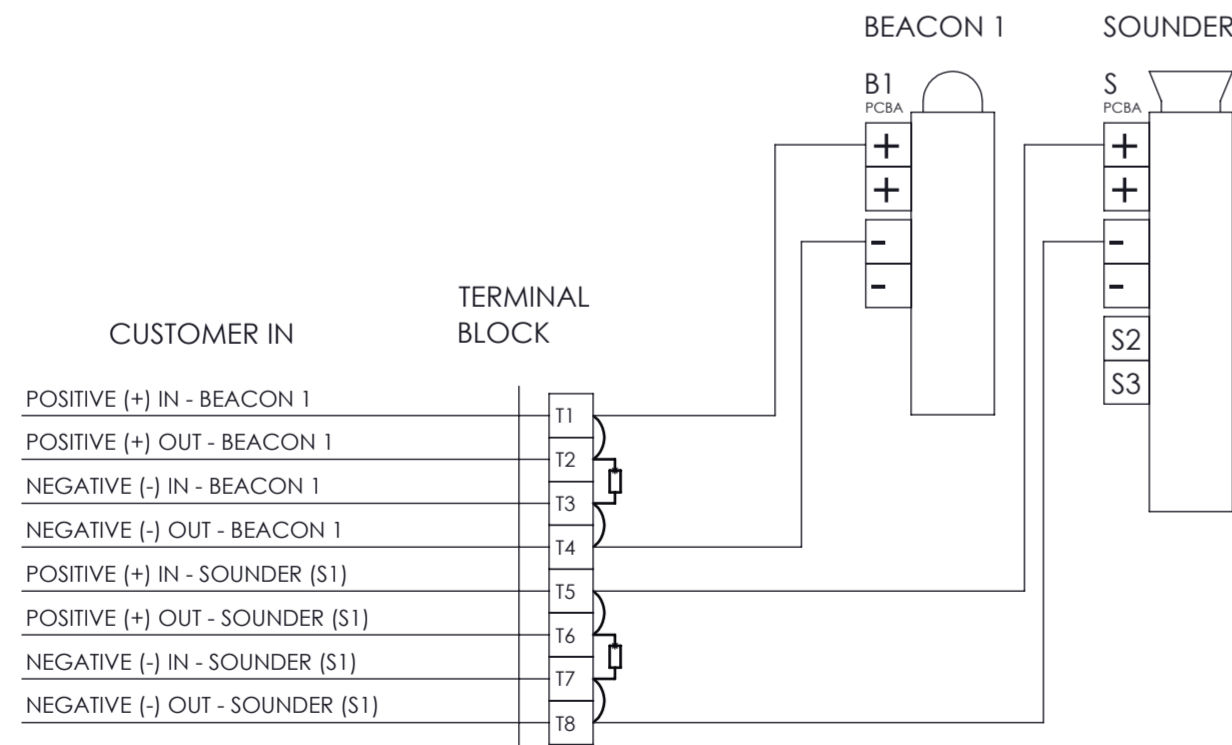 BEACON 1
SOUNDER
B1
PCBA
+
+
-
-
S
PCBA
+
+
-
-
S2
S3
CUSTOMER IN
TERMINAL
BLOCK
POSITIVE (+) IN - BEACON 1
T1
POSITIVE (+) OUT - BEACON 1
T2
NEGATIVE (-) IN - BEACON 1
T3
NEGATIVE (-) OUT - BEACON 1
T4
POSITIVE (+) IN - SOUNDER (S1)
T5
POSITIVE (+) OUT - SOUNDER (S1)
T6
NEGATIVE (-) IN - SOUNDER (S1)
T7
NEGATIVE (-) OUT - SOUNDER (S1)
T8